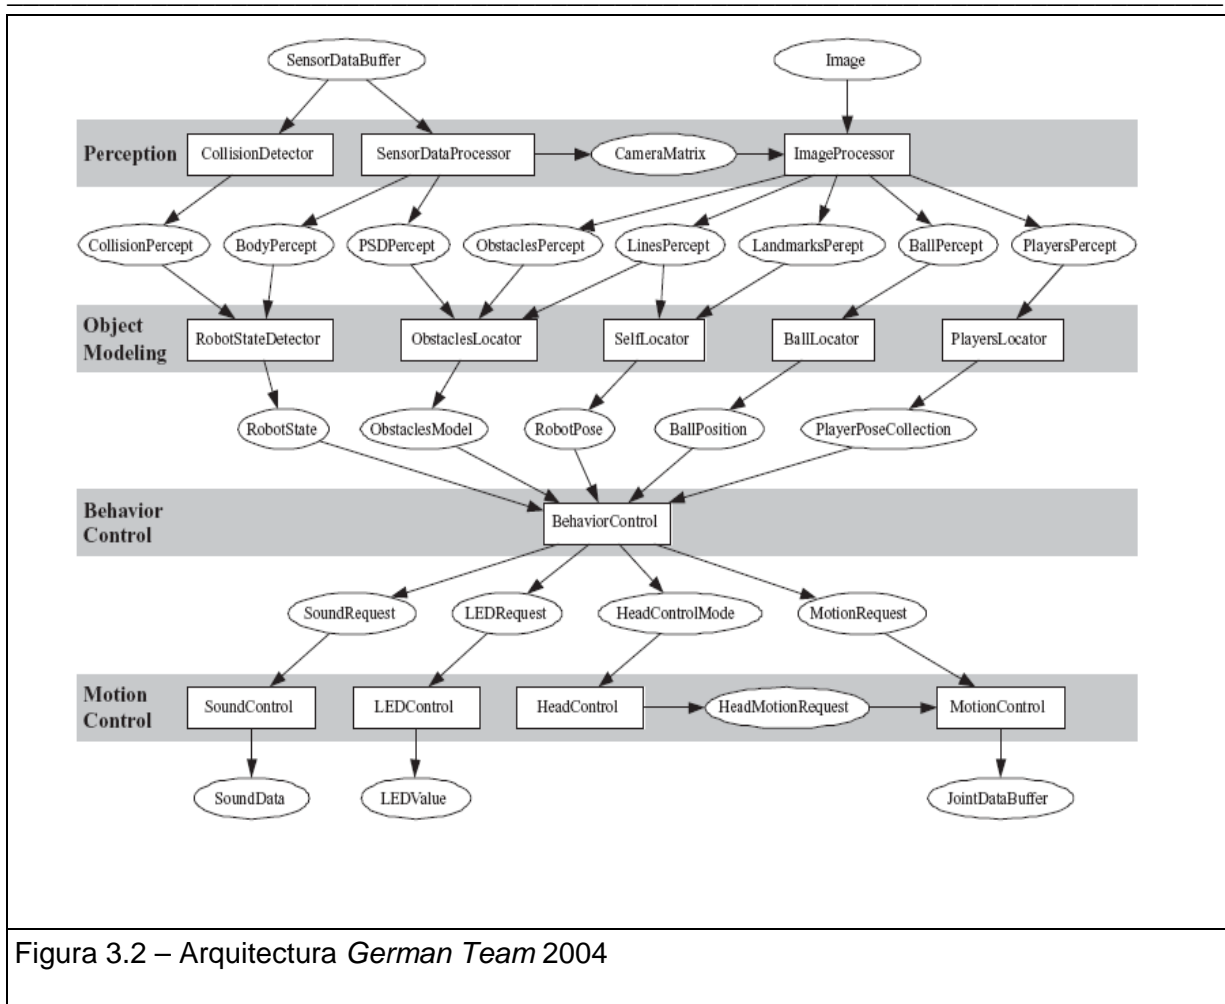 SensorDataBuffer
Image
Perception
CollisionDetector
SensorDataProcessor
CameraMatrix
ImageProcessor
CollisionPercept
BodyPercept
PSDPercept
ObstaclesPercept
LinesPercept
LandmarksPerept
BallPercept
PlayersPercept
Object
Modeling
RobotStateDetector
ObstaclesLocator
SelfLocator
BallLocator
PlayersLocator
RobotState
ObstaclesModel
RobotPose
BallPosition
PlayerPoseCollection
Behavior
Control
BehaviorControl
SoundRequest
LEDRequest
HeadControlMode
MotionRequest
Motion
Control
SoundControl
LEDControl
HeadControl
HeadMotionRequest
MotionControl
SoundData
LEDValue
JointDataBuffer
Figura 3.2 – Arquitectura German Team 2004